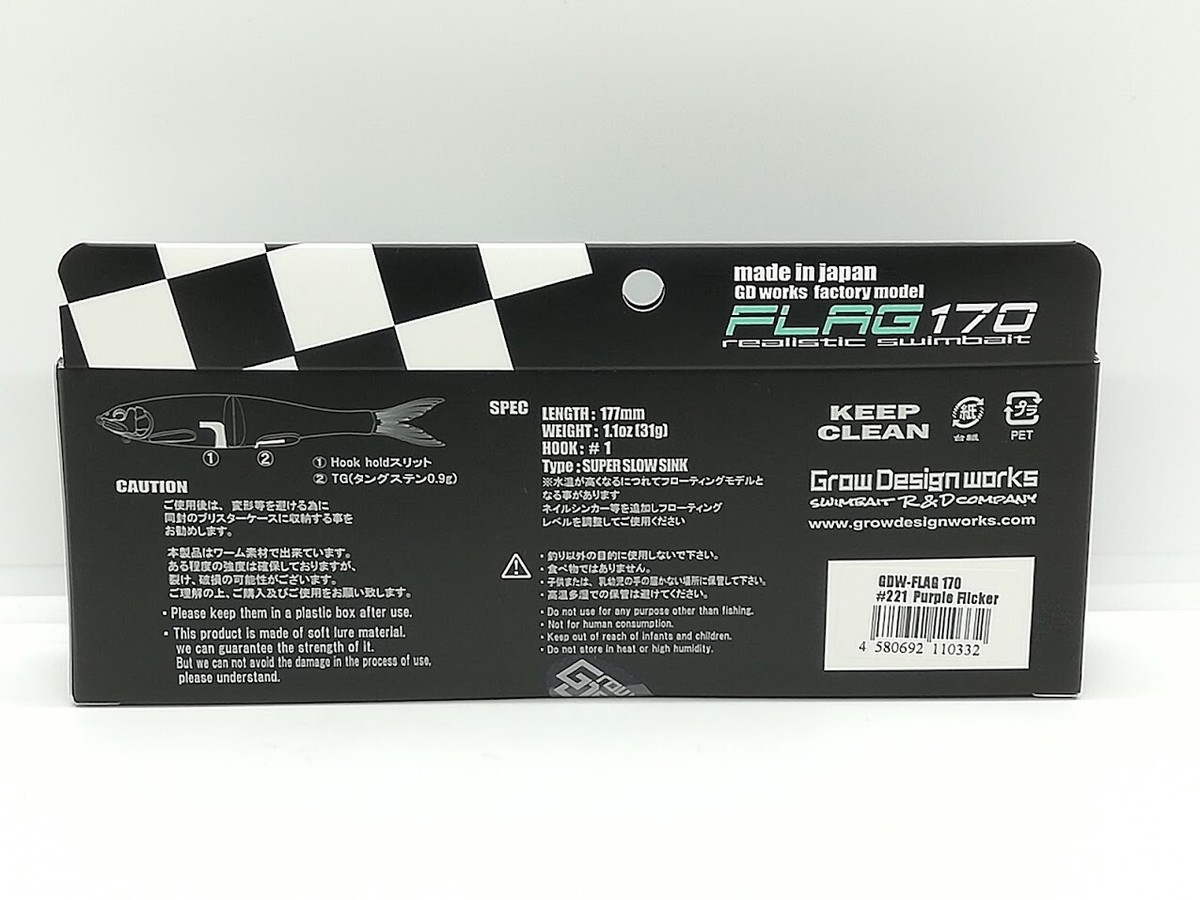 made in japan
GD works factory model
FLAG 170
realistic swimbait
① ②
① Hook holdスリット
② TG(タングステン0.9g)
CAUTION
ご使用後は、変形等を避ける為に
同封のブリスターケースに収納する事を
お勧めします。
本製品はワーム素材で出来ています。
ある程度の強度は確保しておりますが、
裂け、破損の可能性がございます。
ご理解の上、ご購入及びご使用をお願い致します。
・Please keep them in a plastic box after use.
・This product is made of soft lure material.
we can guarantee the strength of it.
But we can not avoid the damage in the process of use,
please understand.
SPEC
LENGTH : 177mm
WEIGHT : 1.1oz (31g)
HOOK : # 1
Type : SUPER SLOW SINK
※水温が高くなるにつれてフローティングモデルと
なる事があります
ネイルシンカー等を追加しフローティング
レベルを調整してご使用ください
・釣り以外の目的に使用しないで下さい。
・食べ物ではありません。
・子供または、乳幼児の手の届かない場所に保管して下さい。
・高温多湿での保管は避けてください。
・Do not use for any purpose other than fishing.
・Not for human consumption.
・Keep out of reach of infants and children.
・Do not store in heat or high humidity.
Grow
KEEP
CLEAN
紙
台紙
プラ
PET
Grow Design works
SWIMBAIT R&D COMPANY
www.growdesignworks.com
GDW-FLAG 170
#221 Purple Flicker
4 580692 110332